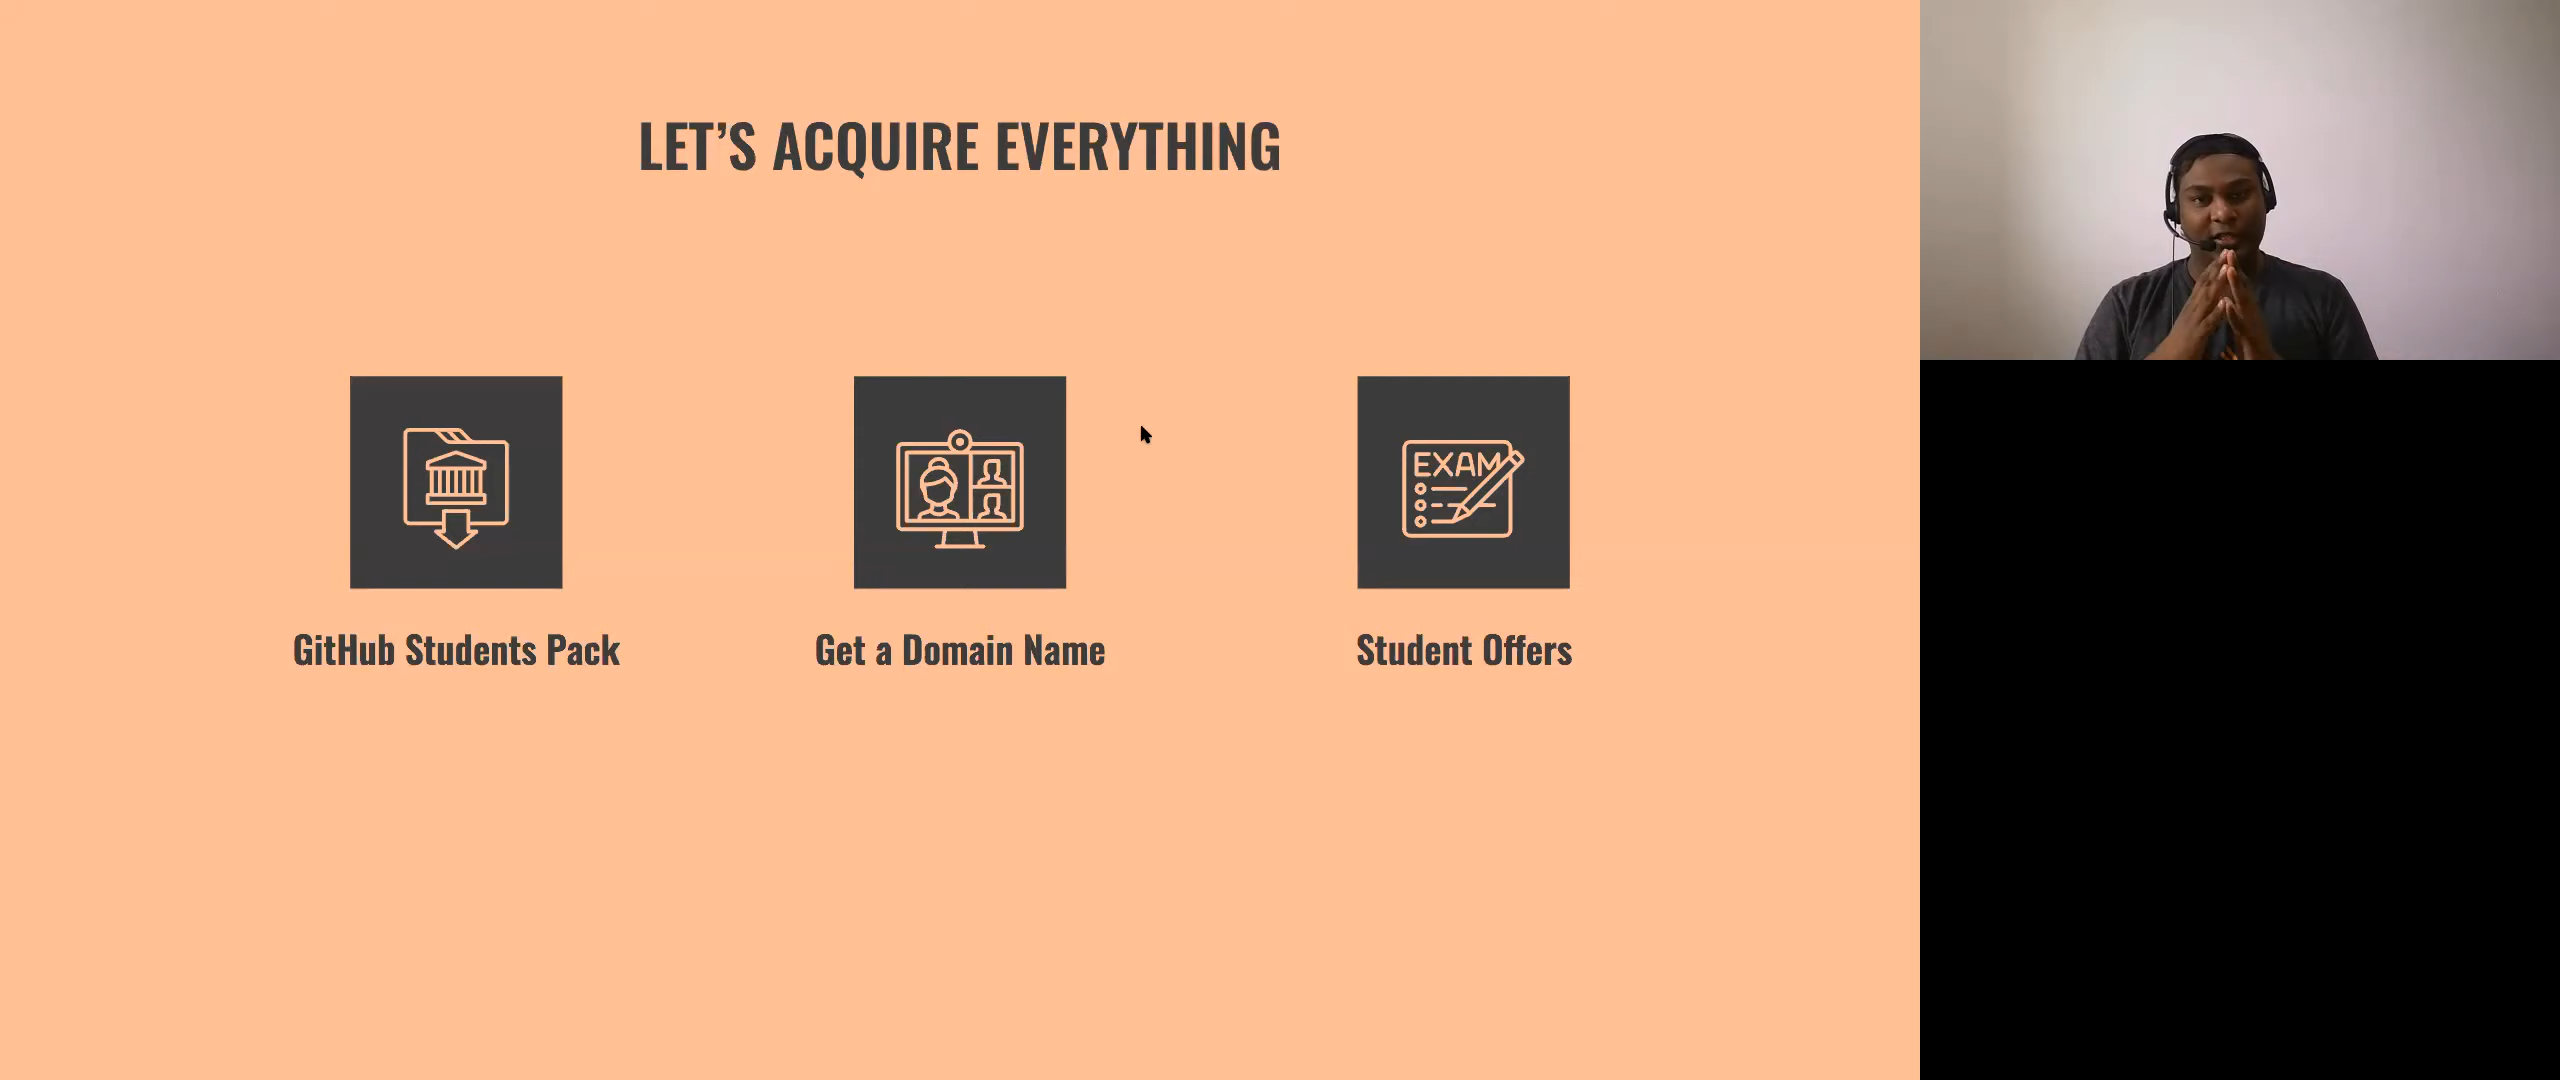 LET’S ACQUIRE EVERYTHING
EXAM
GitHub Students Pack
Get a Domain Name
Student Offers